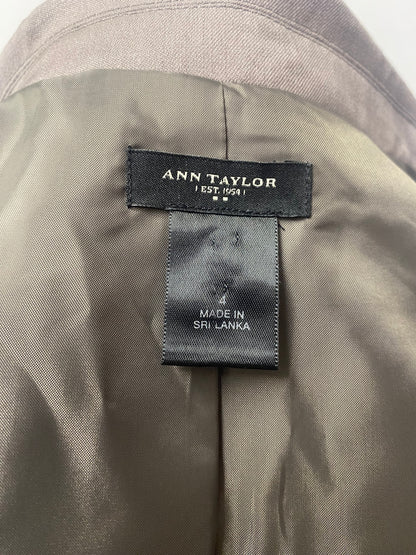 ANN TAYLOR
EST. 1954
4
MADE IN
SRI LANKA